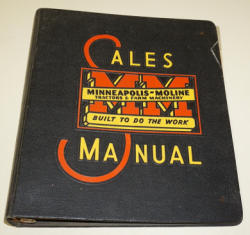 SALES
MM
MINNEAPOLIS-MOLINE
TRACTORS & FARM MACHINERY
BUILT TO DO THE WORK
MANUAL